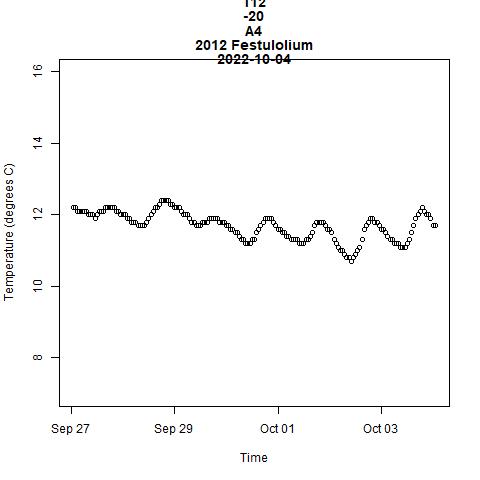 T12
-20
A4
2012 Festulolium
2022-10-04
16
14
12
10
8
Temperature (degrees C)
Sep 27 Sep 29 Oct 01 Oct 03
Time